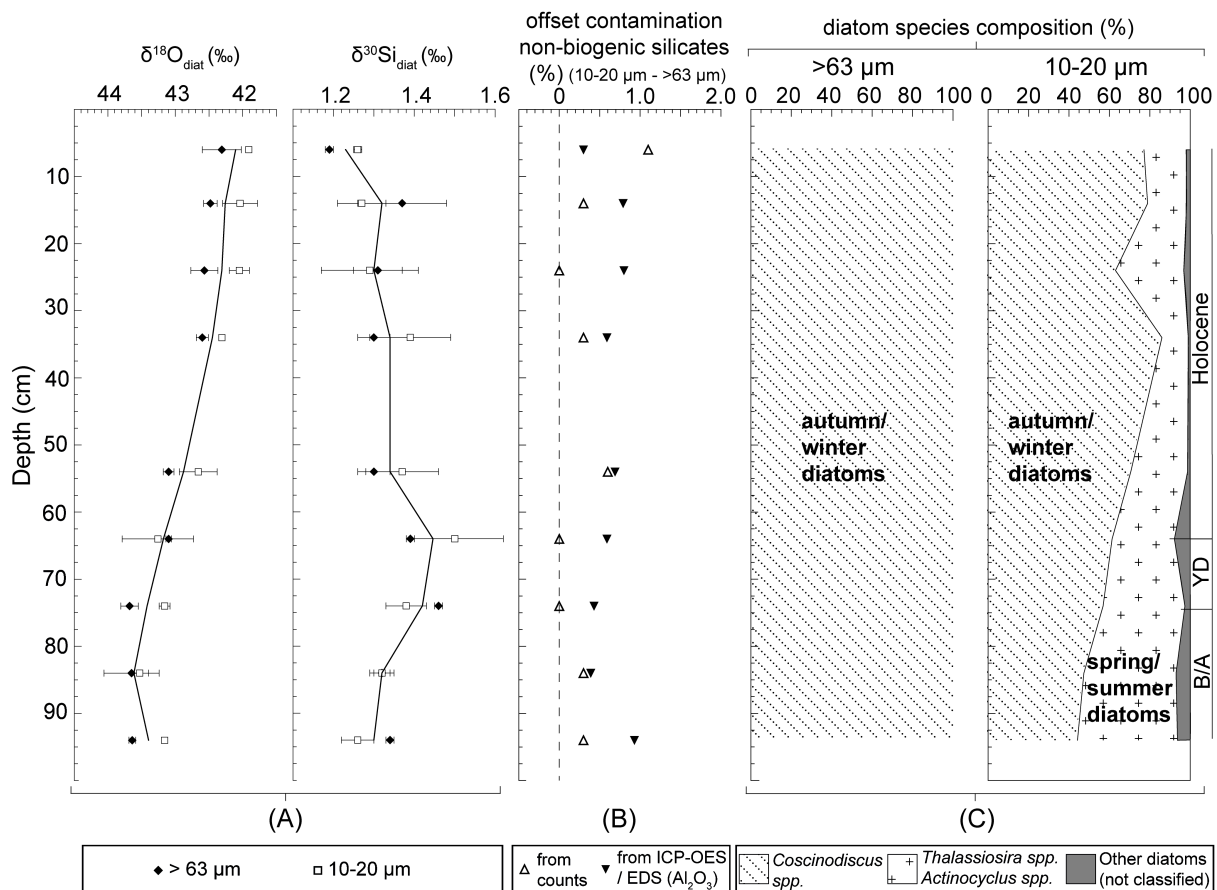 δ18Odiat (‰)
44 43 42
δ30Sidiat (‰)
1.2 1.4 1.6
offset contamination
non-biogenic silicates
(%) (10-20 µm - >63 µm)
0 1.0 2.0
diatom species composition (%)
>63 µm
0 20 40 60 80 100
10-20 µm
0 20 40 60 80 100
Depth (cm)
10
20
30
40
50
60
70
80
90
autumn/
winter
diatoms
autumn/
winter
diatoms
spring/
summer
diatoms
Holocene
YD
B/A
(A)
(B)
(C)
> 63 µm
10-20 µm
from
counts
from ICP-OES
/ EDS (Al2O3)
Coscinodiscus
spp.
Thalassiosira spp.
Actinocyclus spp.
Other diatoms
(not classified)